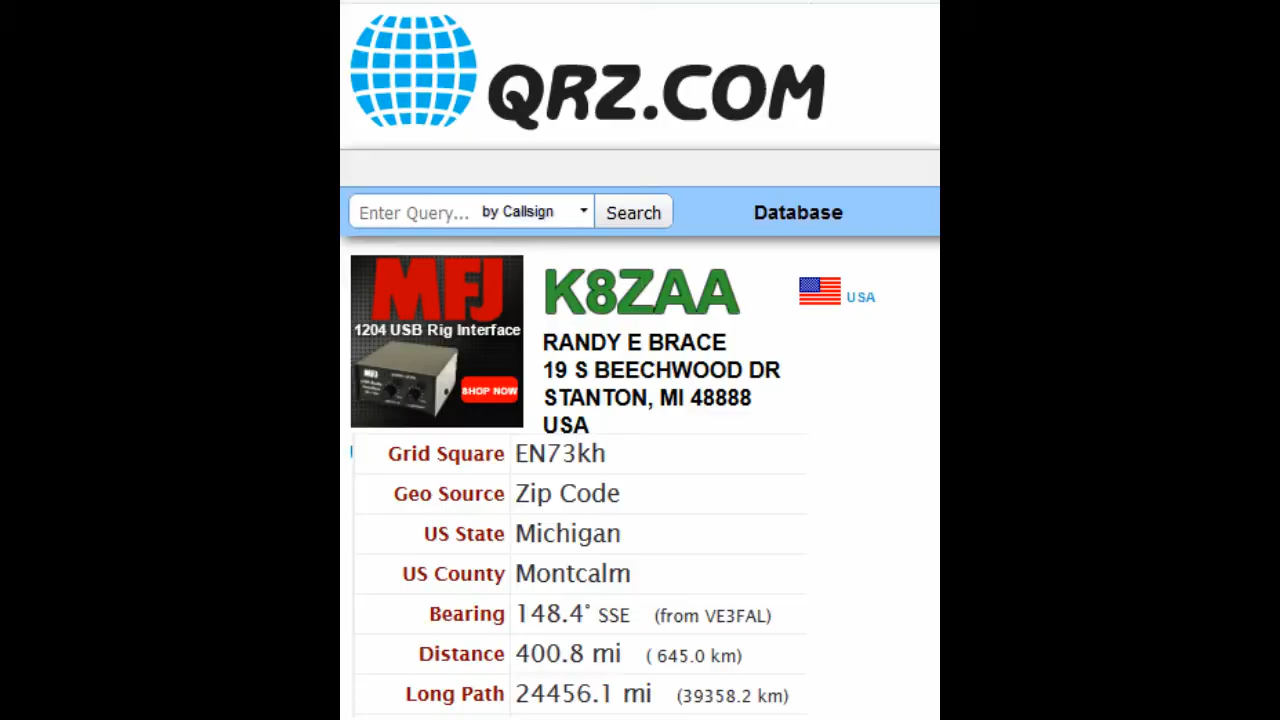 QRZ.COM
Enter Query... by Callsign Search Database
MFJ
1204 USB Rig Interface
MFJ
SHOP NOW
K8ZAA
USA
RANDY E BRACE
19 S BEECHWOOD DR
STANTON, MI 48888
USA
Grid Square EN73kh
Geo Source Zip Code
US State Michigan
US County Montcalm
Bearing 148.4° SSE (from VE3FAL)
Distance 400.8 mi ( 645.0 km)
Long Path 24456.1 mi (39358.2 km)